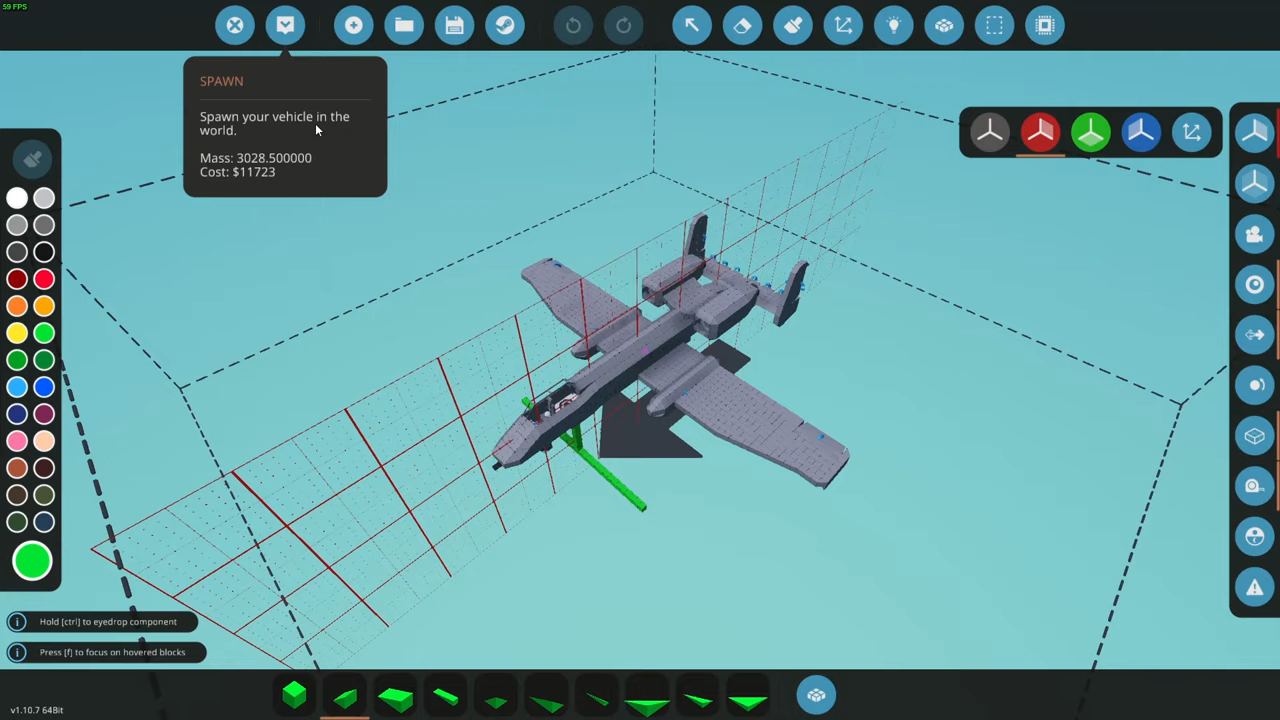 59 FPS
SPAWN
Spawn your vehicle in the
world.
Mass: 3028.500000
Cost: $11723
Hold [ctrl] to eyedrop component
Press [f] to focus on hovered blocks
v1.10.7 64Bit